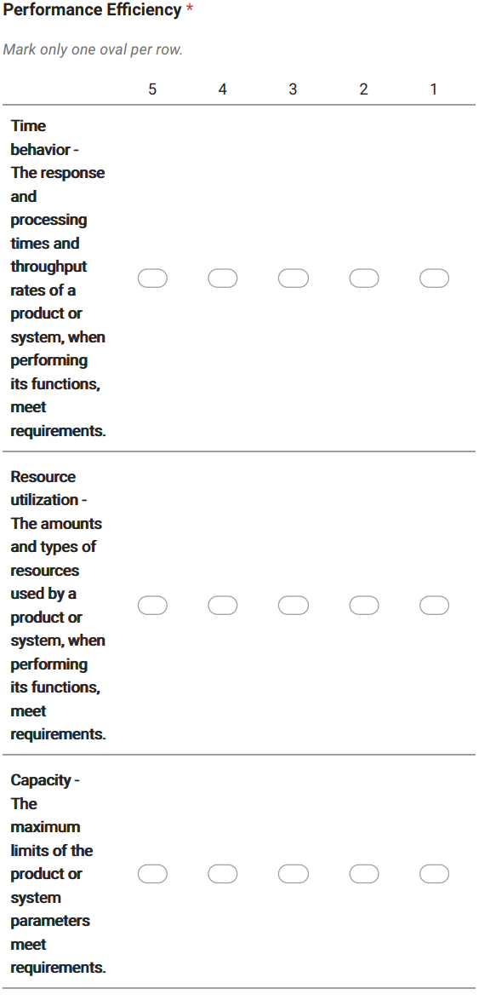 Performance Efficiency *
Mark only one oval per row.
5 4 3 2 1
Time
behavior -
The response
and
processing
times and
throughput
rates of a
product or
system, when
performing
its functions,
meet
requirements.
Resource
utilization -
The amounts
and types of
resources
used by a
product or
system, when
performing
its functions,
meet
requirements.
Capacity -
The
maximum
limits of the
product or
system
parameters
meet
requirements.